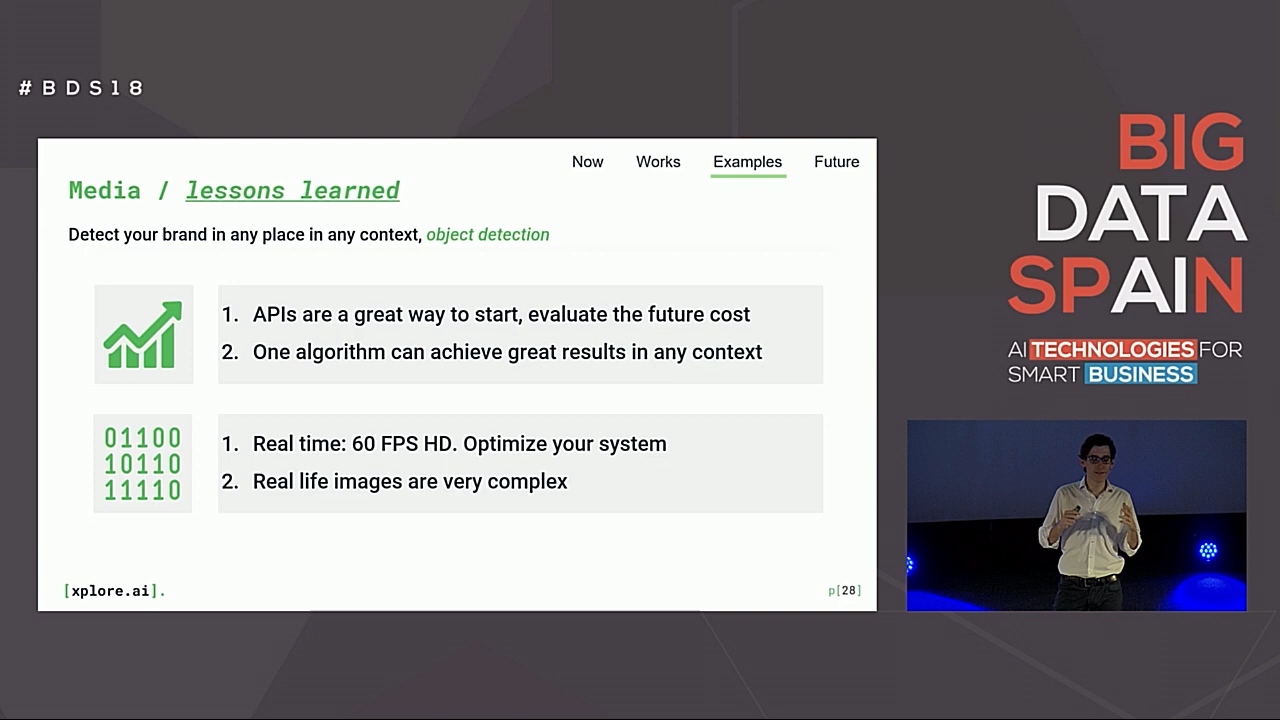 #BDS18
Now Works Examples Future
Media / lessons learned
Detect your brand in any place in any context, object detection
1. APIs are a great way to start, evaluate the future cost
2. One algorithm can achieve great results in any context
01100
10110
11110
1. Real time: 60 FPS HD. Optimize your system
2. Real life images are very complex
[xplore.ai].
p[28]
BIG
DATA
SPAIN
AI TECHNOLOGIES FOR
SMART BUSINESS